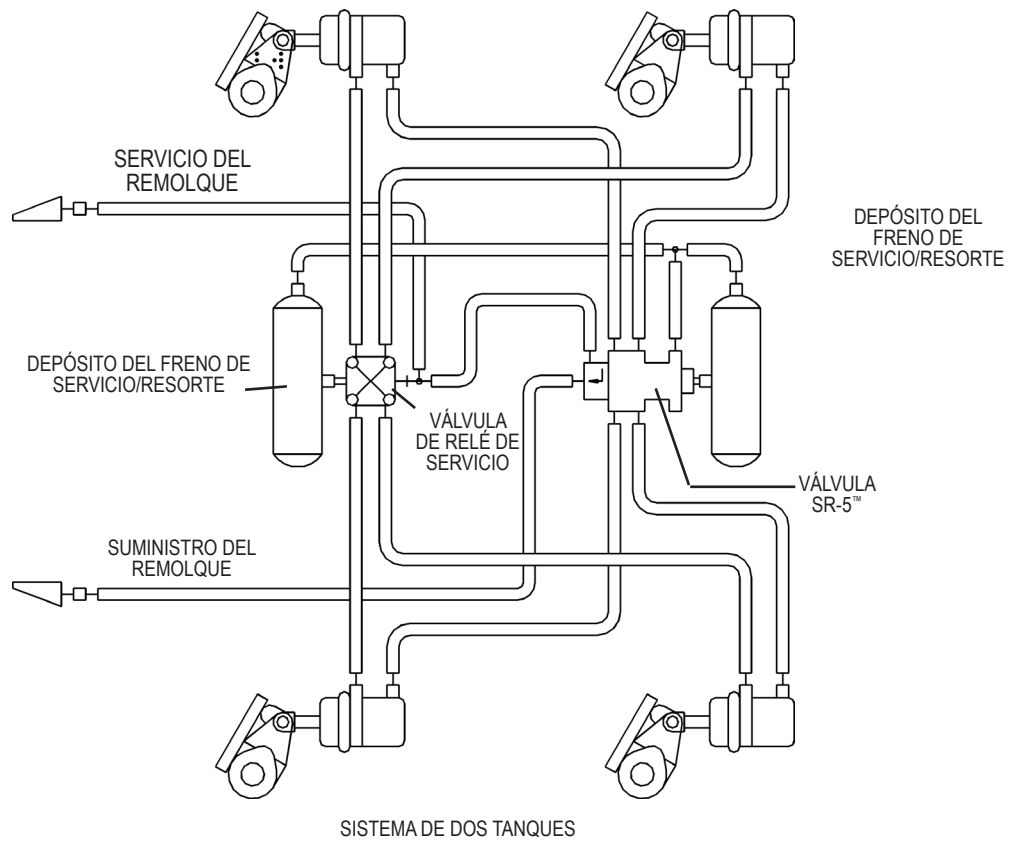 SERVICIO DEL
REMOLQUE
DEPÓSITO DEL
FRENO DE
SERVICIO/RESORTE
DEPÓSITO DEL FRENO DE
SERVICIO/RESORTE
VÁLVULA
DE RELÉ DE
SERVICIO
VÁLVULA
SR-5™
SUMINISTRO DEL
REMOLQUE
SISTEMA DE DOS TANQUES